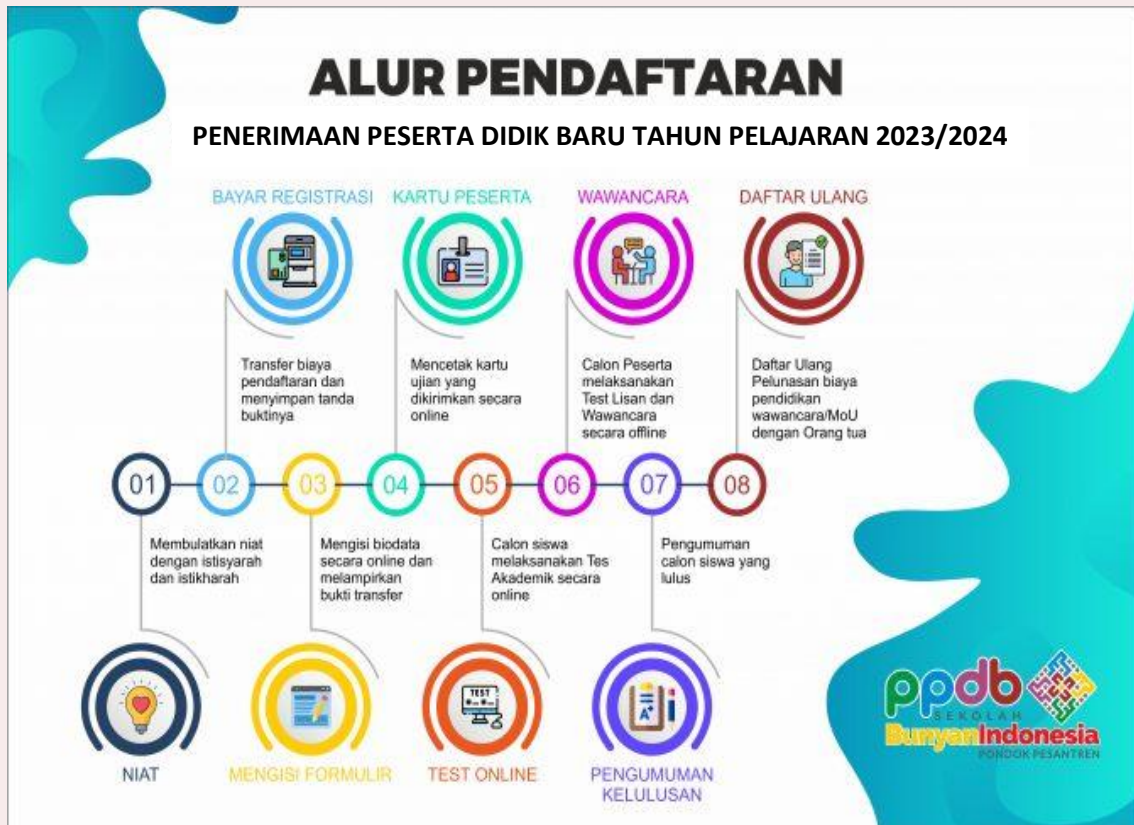 ALUR PENDAFTARAN
PENERIMAAN PESERTA DIDIK BARU TAHUN PELAJARAN 2023/2024
BAYAR REGISTRASI
KARTU PESERTA
WAWANCARA
DAFTAR ULANG
Transfer biaya
pendaftaran dan
menyimpan tanda
buktinya
Mencetak kartu
ujian yang
dikirimkan secara
online
Calon Peserta
melaksanakan
Test Lisan dan
Wawancara
secara offline
Daftar Ulang
Pelunasan biaya
pendidikan
wawancara/MoU
dengan Orang tua
01
02
03
04
05
06
07
08
Membulatkan niat
dengan istisyarah
dan istikharah
Mengisi biodata
secara online dan
melampirkan
bukti transfer
Calon siswa
melaksanakan Tes
Akademik secara
online
Pengumuman
calon siswa yang
lulus
TEST
A+
NIAT
MENGISI FORMULIR
TEST ONLINE
PENGUMUMAN
KELULUSAN
ppdb
SEKOLAH
BunyanIndonesia
PONDOK PESANTREN